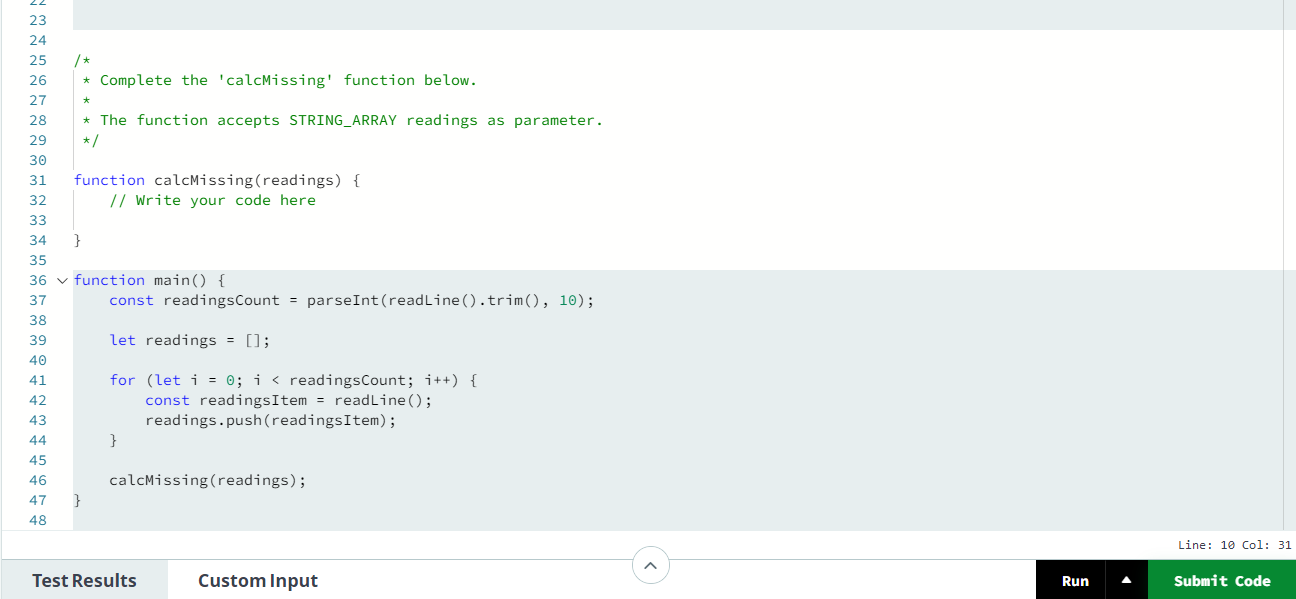 22
23
24
25 /*
26  * Complete the 'calcMissing' function below.
27  *
28  * The function accepts STRING_ARRAY readings as parameter.
29  */
30
31 function calcMissing(readings) {
32     // Write your code here
33
34 }
35
36 function main() {
37     const readingsCount = parseInt(readLine().trim(), 10);
38
39     let readings = [];
40
41     for (let i = 0; i < readingsCount; i++) {
42         const readingsItem = readLine();
43         readings.push(readingsItem);
44     }
45
46     calcMissing(readings);
47 }
48
Line: 10 Col: 31
Test Results Custom Input Run Submit Code